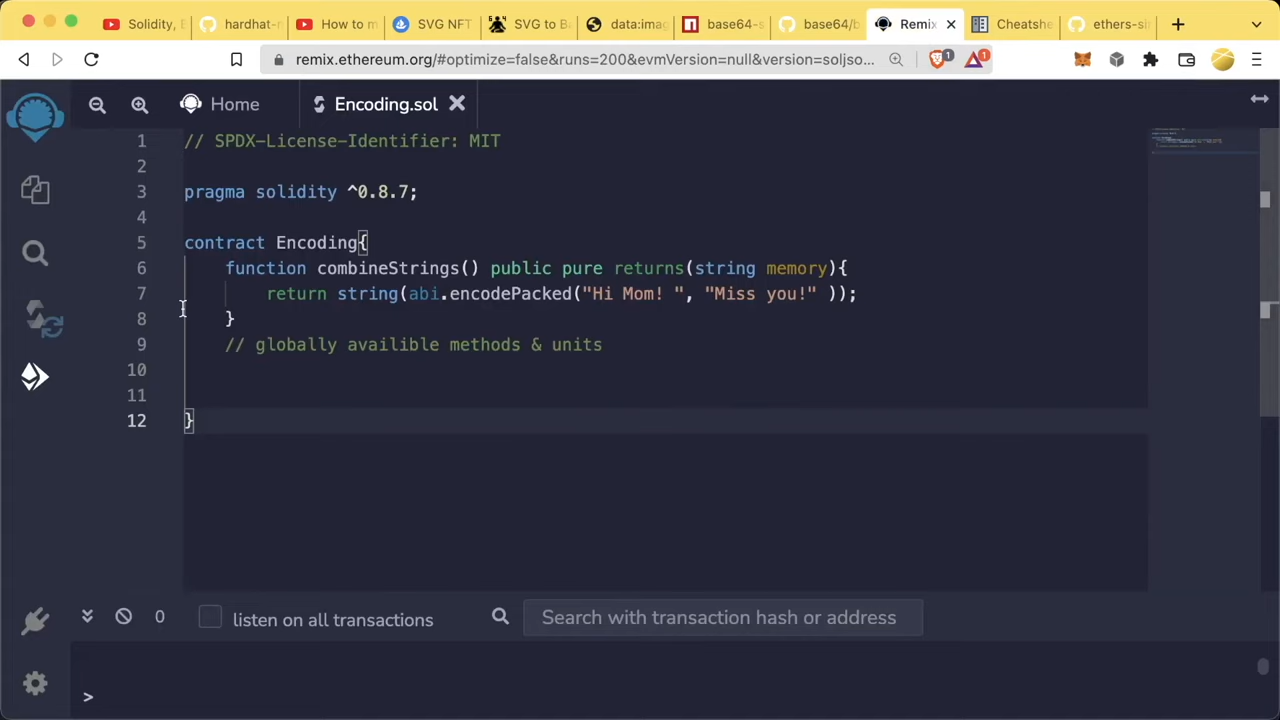 Solidity, B
hardhat-n
How to m
SVG NFT
SVG to Ba
data:imag
base64-s
base64/b
Remix
Cheatshe
ethers-sim
remix.ethereum.org/#optimize=false&runs=200&evmVersion=null&version=soljso...
1
1
Home
Encoding.sol
1 // SPDX-License-Identifier: MIT
2
3 pragma solidity ^0.8.7;
4
5 contract Encoding{
6 function combineStrings() public pure returns(string memory){
7 return string(abi.encodePacked("Hi Mom! ", "Miss you!" ));
8 }
9 // globally availible methods & units
10
11
12 }
0
listen on all transactions
Search with transaction hash or address
>